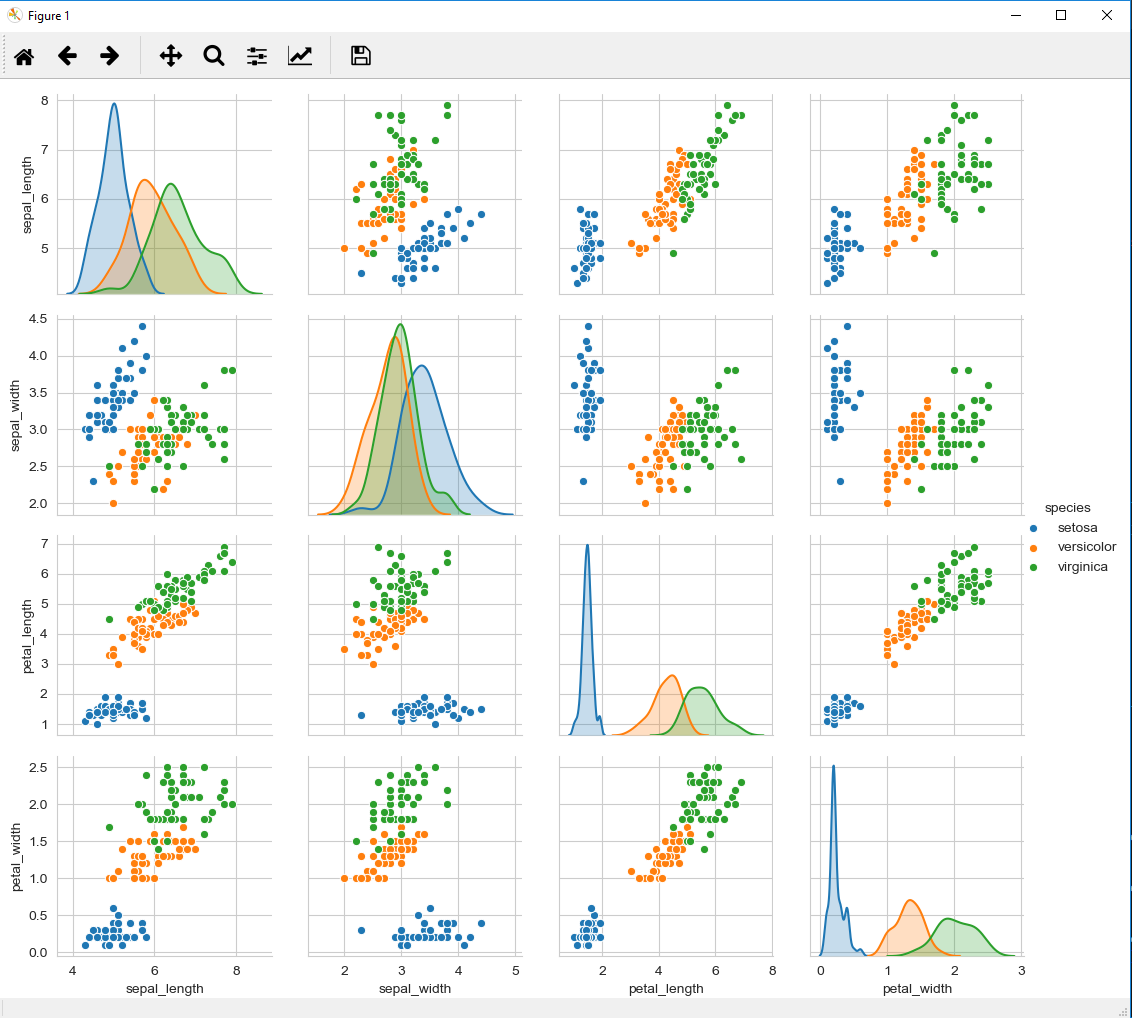 Figure 1
8
7
6
5
sepal_length
4.5
4.0
3.5
3.0
2.5
2.0
sepal_width
species
setosa
versicolor
virginica
7
6
5
4
3
2
1
petal_length
2.5
2.0
1.5
1.0
0.5
0.0
petal_width
4 6 8
2 3 4 5
2 4 6 8
0 1 2 3
sepal_length sepal_width petal_length petal_width